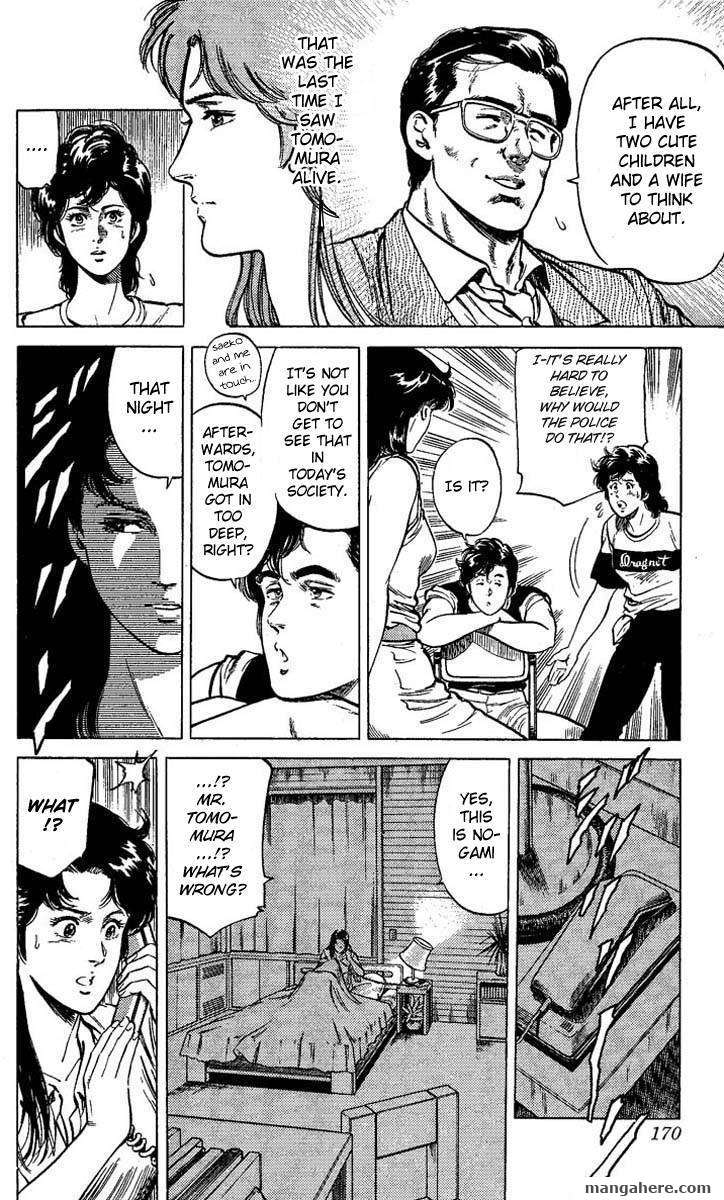 AFTER ALL,
I HAVE
TWO CUTE
CHILDREN
AND A WIFE
TO THINK
ABOUT.
THAT
WAS THE
LAST
TIME I
SAW
TOMO-
MURA
ALIVE.
....
I-IT'S REALLY
HARD TO
BELIEVE,
WHY WOULD
THE POLICE
DO THAT!?
IS IT?
Dragnet
IT'S NOT
LIKE YOU
DON'T
GET TO
SEE THAT
IN
TODAY'S
SOCIETY.
saeko
and me
are in
touch...
AFTER-
WARDS,
TOMO-
MURA
GOT IN
TOO
DEEP,
RIGHT?
THAT
NIGHT
...
YES,
THIS
IS NO-
GAMI
...
...!?
MR.
TOMO-
MURA
...!?
WHAT'S
WRONG?
WHAT
!?
170
mangahere.com